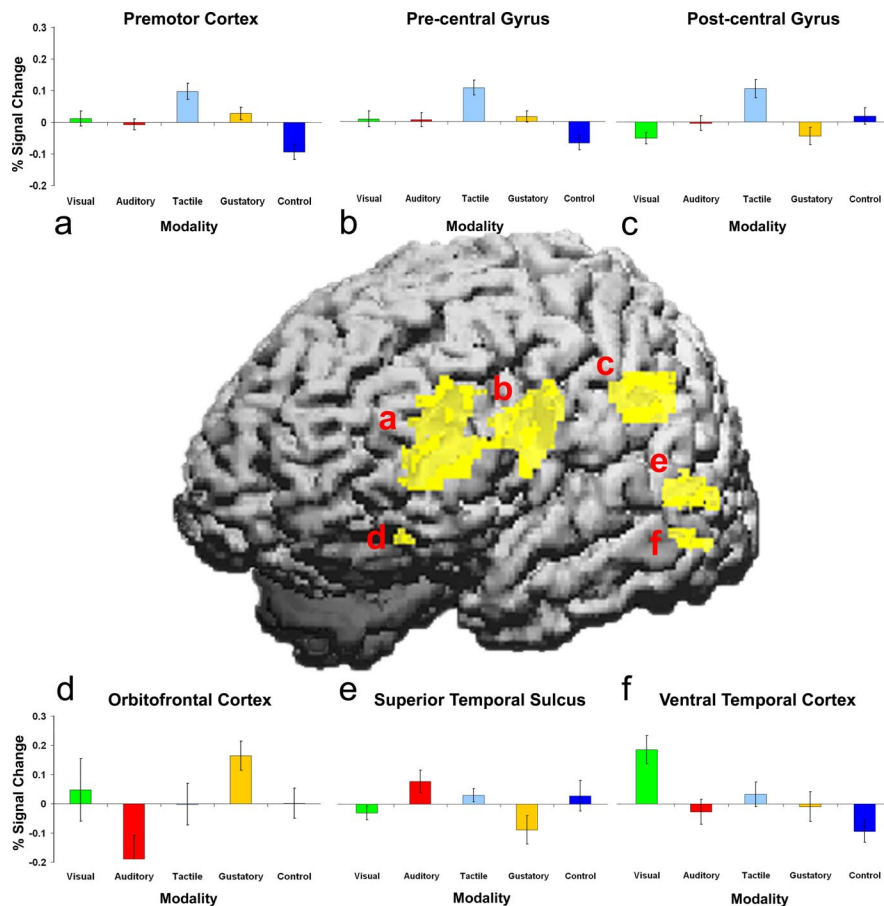 Premotor Cortex Pre-central Gyrus Post-central Gyrus
% Signal Change
0.3
0.2
0.1
0
-0.1
-0.2
Visual Auditory Tactile Gustatory Control
Visual Auditory Tactile Gustatory Control
Visual Auditory Tactile Gustatory Control
a Modality b Modality c Modality
c
b
a
e
d
f
d Orbitofrontal Cortex e Superior Temporal Sulcus f Ventral Temporal Cortex
% Signal Change
0.3
0.2
0.1
0
-0.1
-0.2
Visual Auditory Tactile Gustatory Control
Visual Auditory Tactile Gustatory Control
Visual Auditory Tactile Gustatory Control
Modality Modality Modality